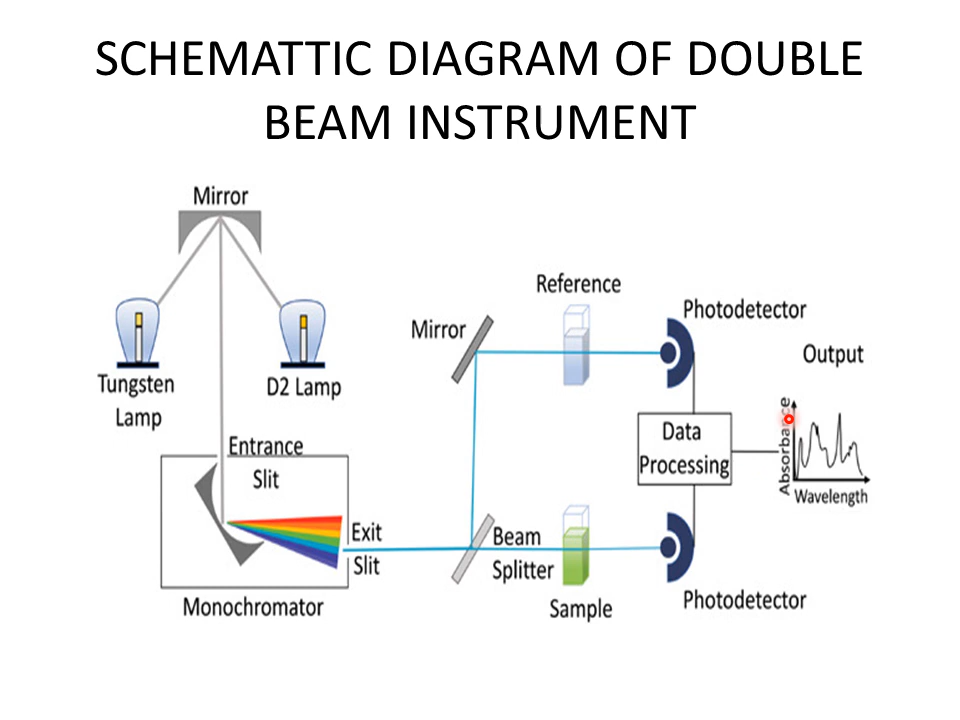 SCHEMATTIC DIAGRAM OF DOUBLE
BEAM INSTRUMENT
Mirror
Tungsten
Lamp
D2 Lamp
Entrance
Slit
Exit
Slit
Monochromator
Mirror
Reference
Photodetector
Output
Data
Processing
Absorbance
Wavelength
Beam
Splitter
Sample
Photodetector